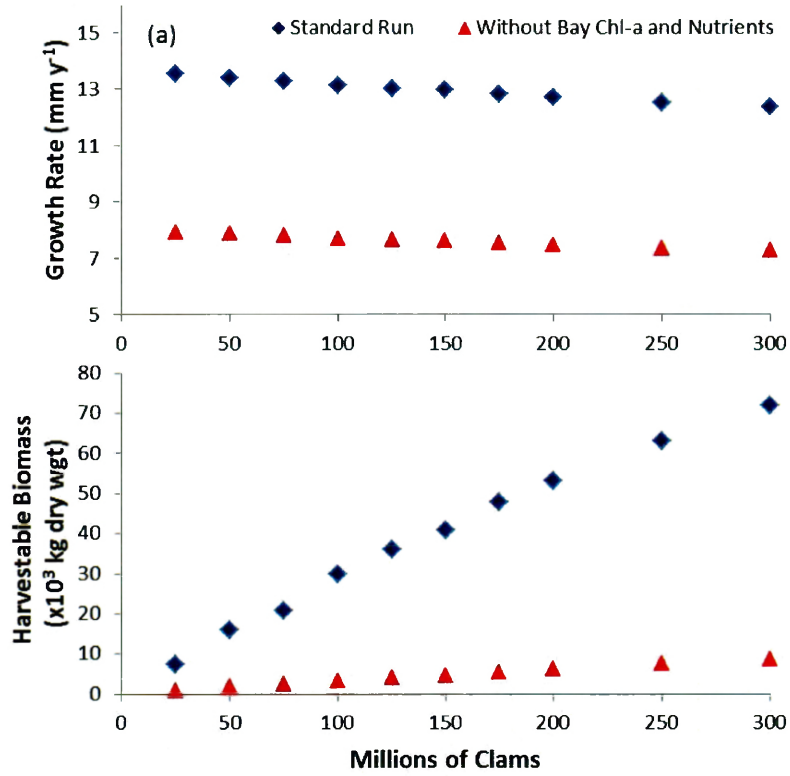 (a)
Standard Run
Without Bay Chl-a and Nutrients
Growth Rate (mm y⁻¹)
15
13
11
9
7
5
0 50 100 150 200 250 300
Harvestable Biomass
(x10³ kg dry wgt)
80
70
60
50
40
30
20
10
0
0 50 100 150 200 250 300
Millions of Clams